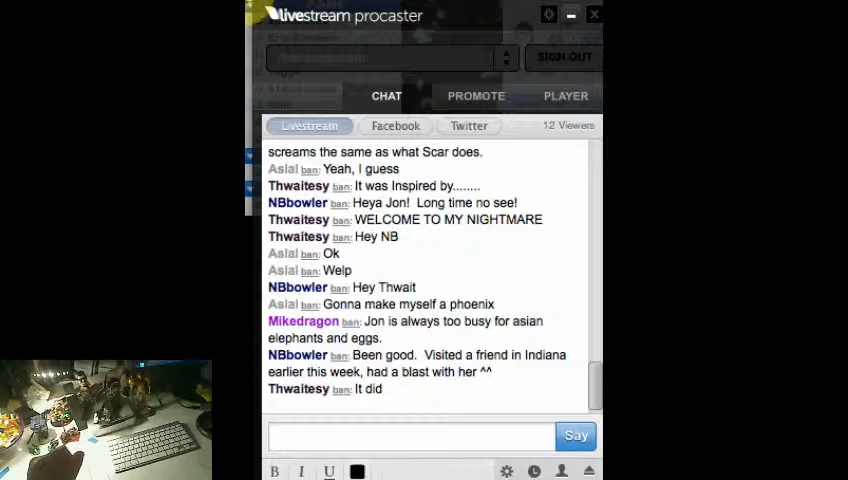 livestream procaster
SIGN OUT
CHAT PROMOTE PLAYER
Livestream Facebook Twitter 12 Viewers
screams the same as what Scar does.
Aslal ban: Yeah, I guess
Thwaitesy ban: It was Inspired by........
NBbowler ban: Heya Jon! Long time no see!
Thwaitesy ban: WELCOME TO MY NIGHTMARE
Thwaitesy ban: Hey NB
Aslal ban: Ok
Aslal ban: Welp
NBbowler ban: Hey Thwait
Aslal ban: Gonna make myself a phoenix
Mikedragon ban: Jon is always too busy for asian
elephants and eggs.
NBbowler ban: Been good. Visited a friend in Indiana
earlier this week, had a blast with her ^^
Thwaitesy ban: It did
Say
B I U